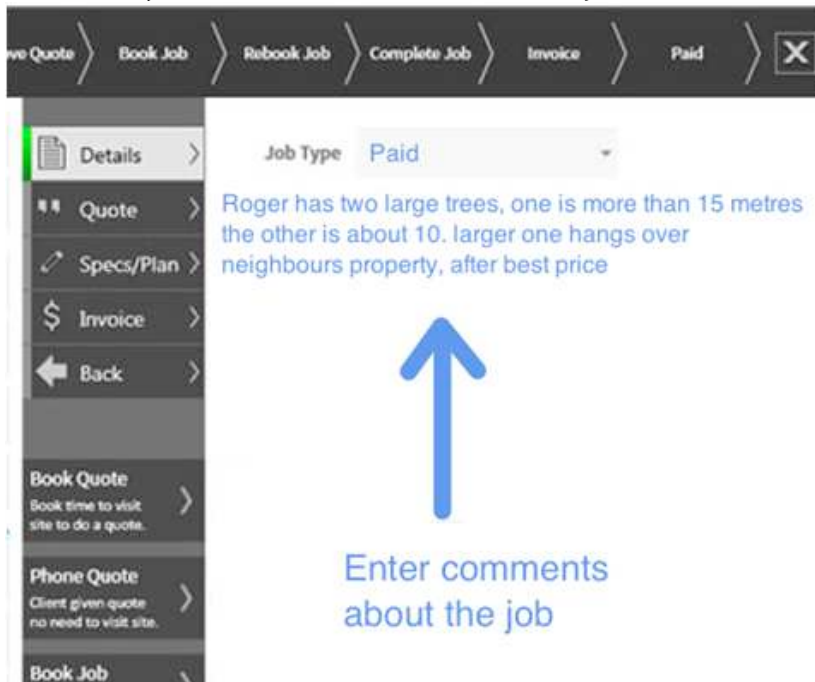 ve Quote
Book Job
Rebook Job
Complete Job
Invoice
Paid
X
Details
Job Type
Paid
Quote
Roger has two large trees, one is more than 15 metres
the other is about 10. larger one hangs over
neighbours property, after best price
Specs/Plan
$ Invoice
Back
Book Quote
Book time to visit
site to do a quote.
Enter comments
about the job
Phone Quote
Client given quote
no need to visit site.
Book Job